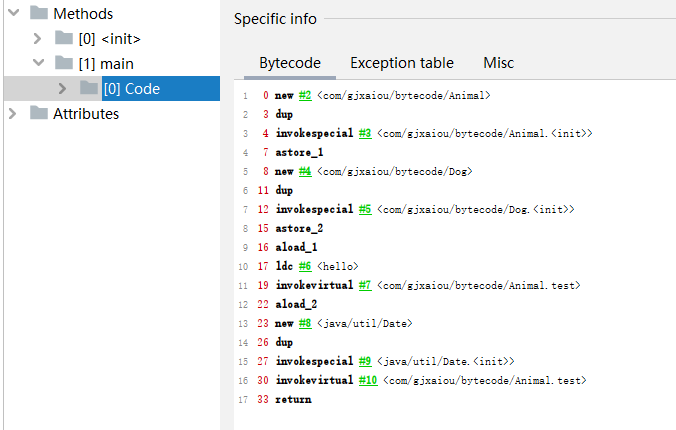 Methods
[0] <init>
[1] main
[0] Code
Attributes
Specific info
Bytecode Exception table Misc
1 0 new #2 <com/gjxaiou/bytecode/Animal>
2 3 dup
3 4 invokespecial #3 <com/gjxaiou/bytecode/Animal.<init>>
4 7 astore_1
5 8 new #4 <com/gjxaiou/bytecode/Dog>
6 11 dup
7 12 invokespecial #5 <com/gjxaiou/bytecode/Dog.<init>>
8 15 astore_2
9 16 aload_1
10 17 ldc #6 <hello>
11 19 invokevirtual #7 <com/gjxaiou/bytecode/Animal.test>
12 22 aload_2
13 23 new #8 <java/util/Date>
14 26 dup
15 27 invokespecial #9 <java/util/Date.<init>>
16 30 invokevirtual #10 <com/gjxaiou/bytecode/Animal.test>
17 33 return